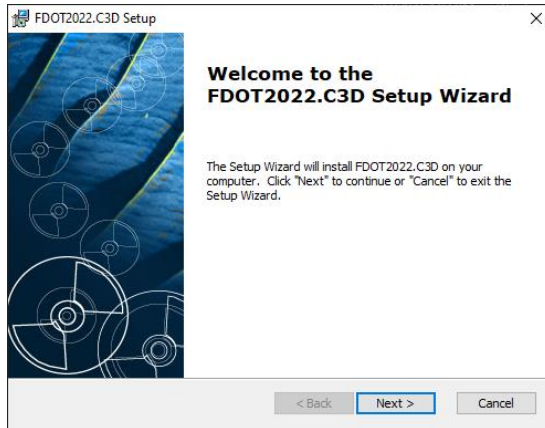 FDOT2022.C3D Setup
Welcome to the
FDOT2022.C3D Setup Wizard
The Setup Wizard will install FDOT2022.C3D on your
computer. Click "Next" to continue or "Cancel" to exit the
Setup Wizard.
< Back Next > Cancel